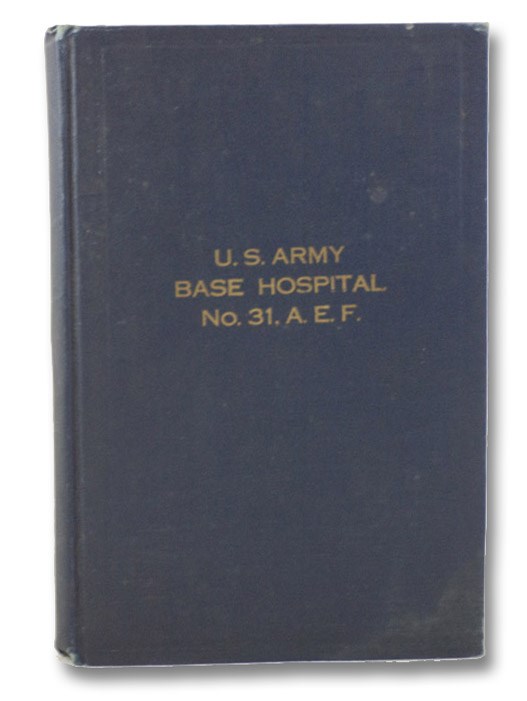 U. S. ARMY
BASE HOSPITAL
No. 31, A. E. F.